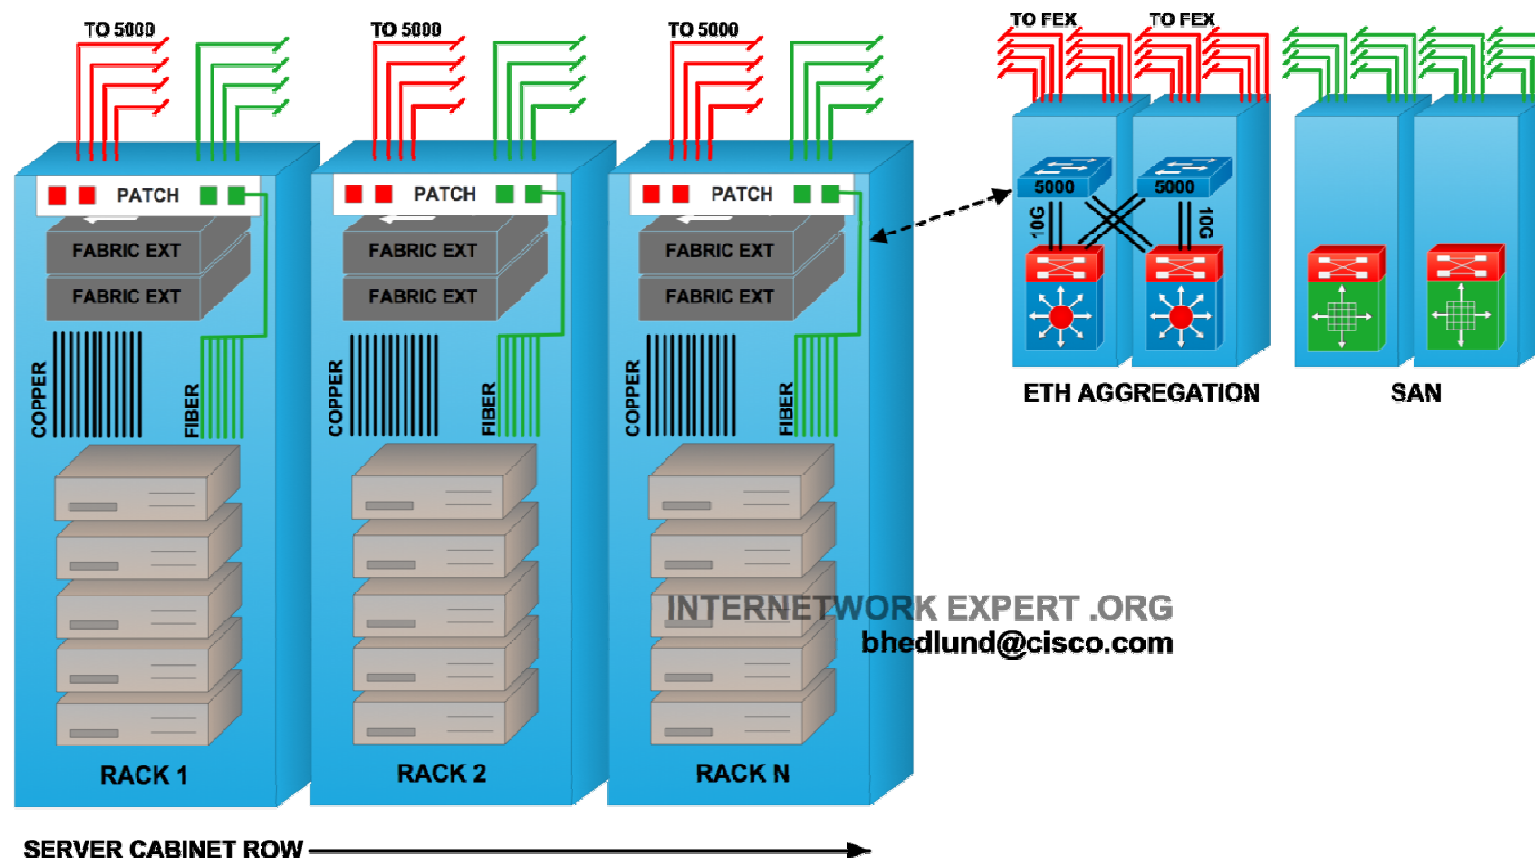 TO 5000
TO 5000
TO 5000
TO FEX
TO FEX
PATCH
PATCH
PATCH
FABRIC EXT
FABRIC EXT
FABRIC EXT
FABRIC EXT
FABRIC EXT
FABRIC EXT
COPPER
FIBER
COPPER
FIBER
COPPER
FIBER
5000
5000
10G
10G
ETH AGGREGATION
SAN
INTERNETWORK EXPERT .ORG
bhedlund@cisco.com
RACK 1
RACK 2
RACK N
SERVER CABINET ROW